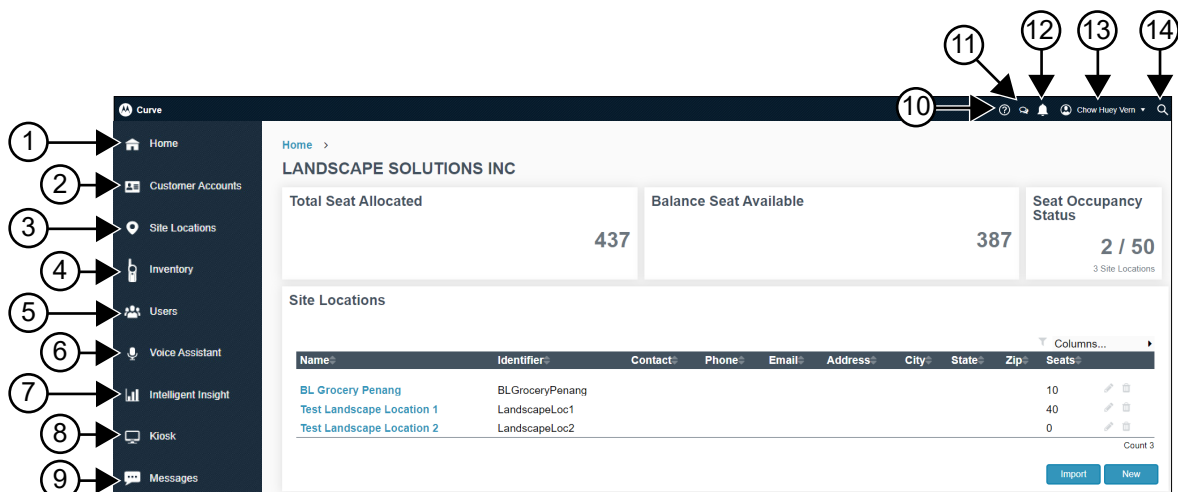 12 13 14
11
10
Curve
Chow Huey Vern
1 Home
2 Customer Accounts
3 Site Locations
4 Inventory
5 Users
6 Voice Assistant
7 Intelligent Insight
8 Kiosk
9 Messages
Home >
LANDSCAPE SOLUTIONS INC
Total Seat Allocated
437
Balance Seat Available
387
Seat Occupancy
Status
2 / 50
3 Site Locations
Site Locations
Columns...
Name Identifier Contact Phone Email Address City State Zip Seats
BL Grocery Penang BLGroceryPenang 10
Test Landscape Location 1 LandscapeLoc1 40
Test Landscape Location 2 LandscapeLoc2 0
Count 3
Import New